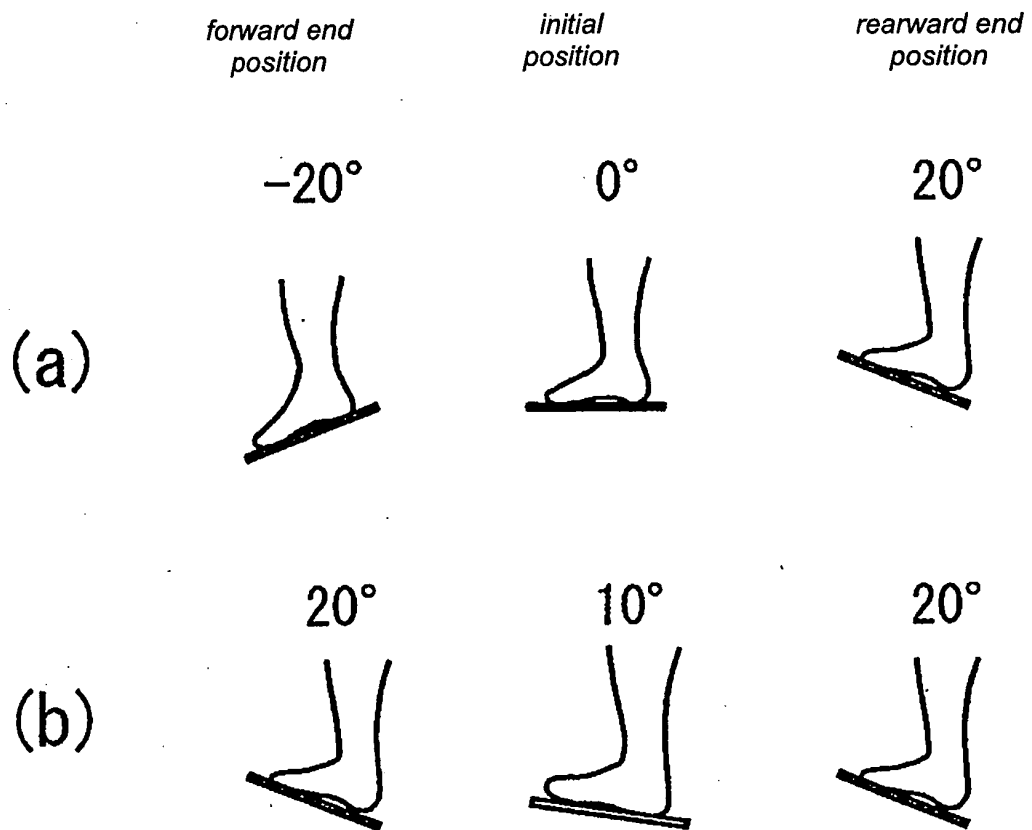 forward end
position
initial
position
rearward end
position
-20°
0°
20°
(a)
20°
10°
20°
(b)